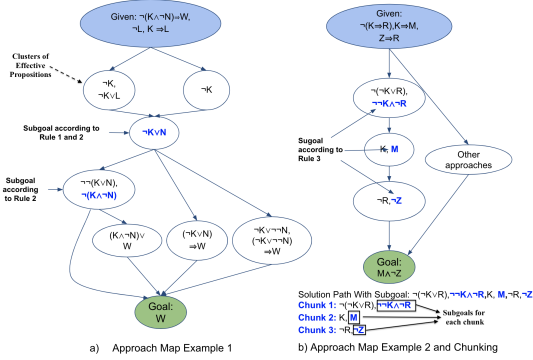 Given: ¬(K∧¬N)⇒W,
¬L, K ⇒L
Clusters of
Effective
Propositions
¬K,
¬K∨L
¬K
Subgoal according to
Rule 1 and 2
¬K∨N
Subgoal
according
to Rule 2
¬¬(K∨N),
¬(K∧¬N)
(K∧¬N)∨
W
(¬K∨N)
⇒W
¬K∨¬¬N,
(¬K∨¬¬N)
⇒W
Goal:
W
a) Approach Map Example 1
Given:
¬(K⇒R),K⇒M,
Z⇒R
¬(¬K∨R),
¬¬K∧¬R
Sugoal
according to
Rule 3
K, M
Other
approaches
¬R,¬Z
Goal:
M∧¬Z
Solution Path With Subgoal: ¬(¬K∨R),¬¬K∧¬R,K, M,¬R,¬Z
Chunk 1: ¬(¬K∨R),¬¬K∧¬R
Chunk 2: K, M
Chunk 3: ¬R,¬Z
Subgoals for
each chunk
b) Approach Map Example 2 and Chunking